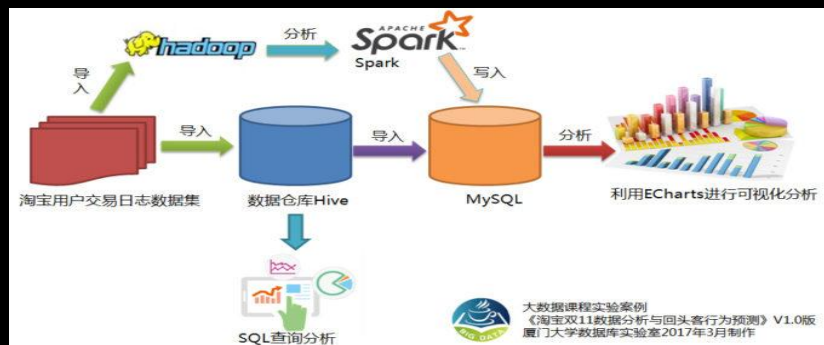 hadoop
分析
APACHE
Spark
Spark
导入
写入
导入
导入
分析
淘宝用户交易日志数据集
数据仓库Hive
MySQL
利用ECharts进行可视化分析
SQL查询分析
BIG DATA
大数据课程实验案例
《淘宝双11数据分析与回头客行为预测》V1.0版
厦门大学数据库实验室2017年3月制作